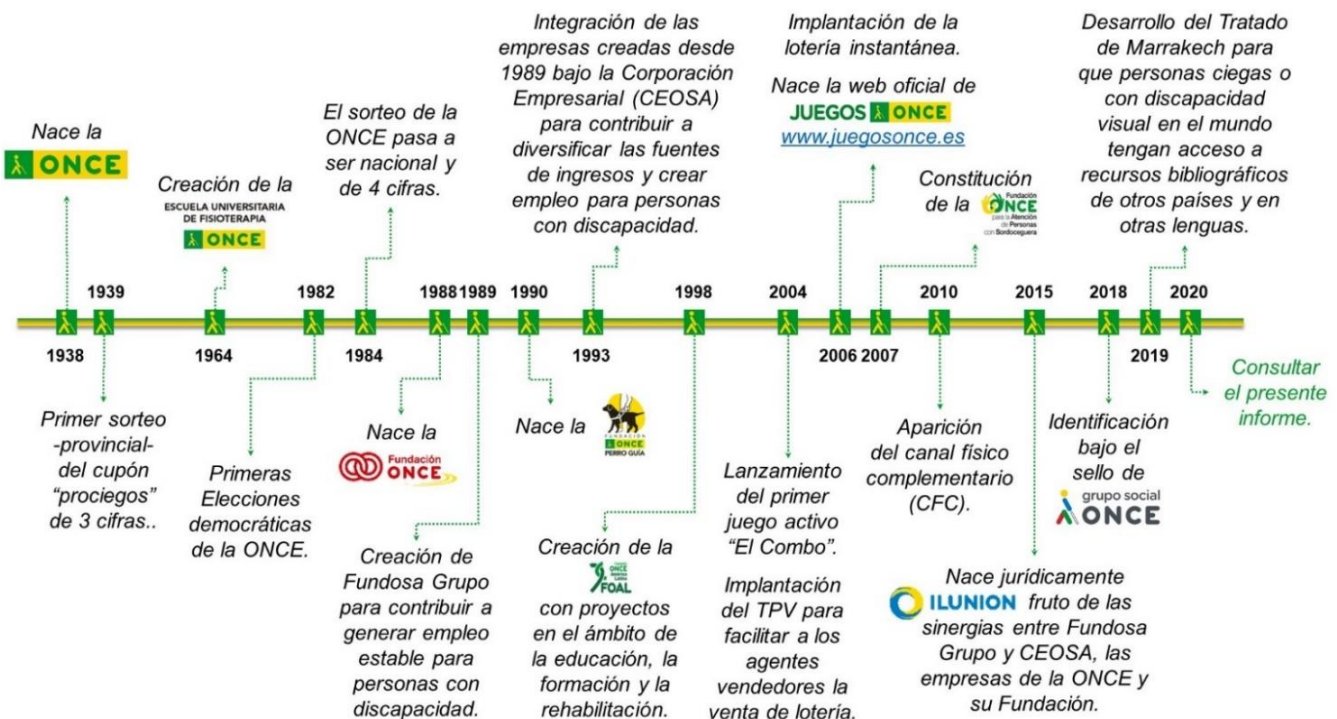 Nace la
ONCE
1938
1939
Primer sorteo
-provincial-
del cupón
“prociegos”
de 3 cifras..
Creación de la
ESCUELA UNIVERSITARIA
DE FISIOTERAPIA
ONCE
1964
1982
Primeras
Elecciones
democráticas
de la ONCE.
El sorteo de la
ONCE pasa a
ser nacional y
de 4 cifras.
1984
1988
Nace la
Fundación
ONCE
1989
Creación de
Fundosa Grupo
para contribuir a
generar empleo
estable para
personas con
discapacidad.
1990
Nace la
FUNDACIÓN
ONCE
PERRO GUÍA
Integración de las
empresas creadas desde
1989 bajo la Corporación
Empresarial (CEOSA)
para contribuir a
diversificar las fuentes
de ingresos y crear
empleo para personas
con discapacidad.
1993
1998
Creación de la
ONCE
América
Latina
FOAL
con proyectos
en el ámbito de
la educación, la
formación y la
rehabilitación.
2004
Lanzamiento
del primer
juego activo
“El Combo”.
Implantación
del TPV para
facilitar a los
agentes
vendedores la
venta de lotería.
Implantación de la
lotería instantánea.
Nace la web oficial de
JUEGOS ONCE
www.juegosonce.es
2006
Constitución
de la
Fundación
ONCE
para la Atención
de Personas
con Sordoceguera
2007
2010
Aparición
del canal físico
complementario
(CFC).
2015
Nace jurídicamente
ILUNION fruto de las
sinergias entre Fundosa
Grupo y CEOSA, las
empresas de la ONCE y
su Fundación.
2018
Identificación
bajo el
sello de
grupo social
ONCE
Desarrollo del Tratado
de Marrakech para
que personas ciegas o
con discapacidad
visual en el mundo
tengan acceso a
recursos bibliográficos
de otros países y en
otras lenguas.
2019
2020
Consultar
el presente
informe.